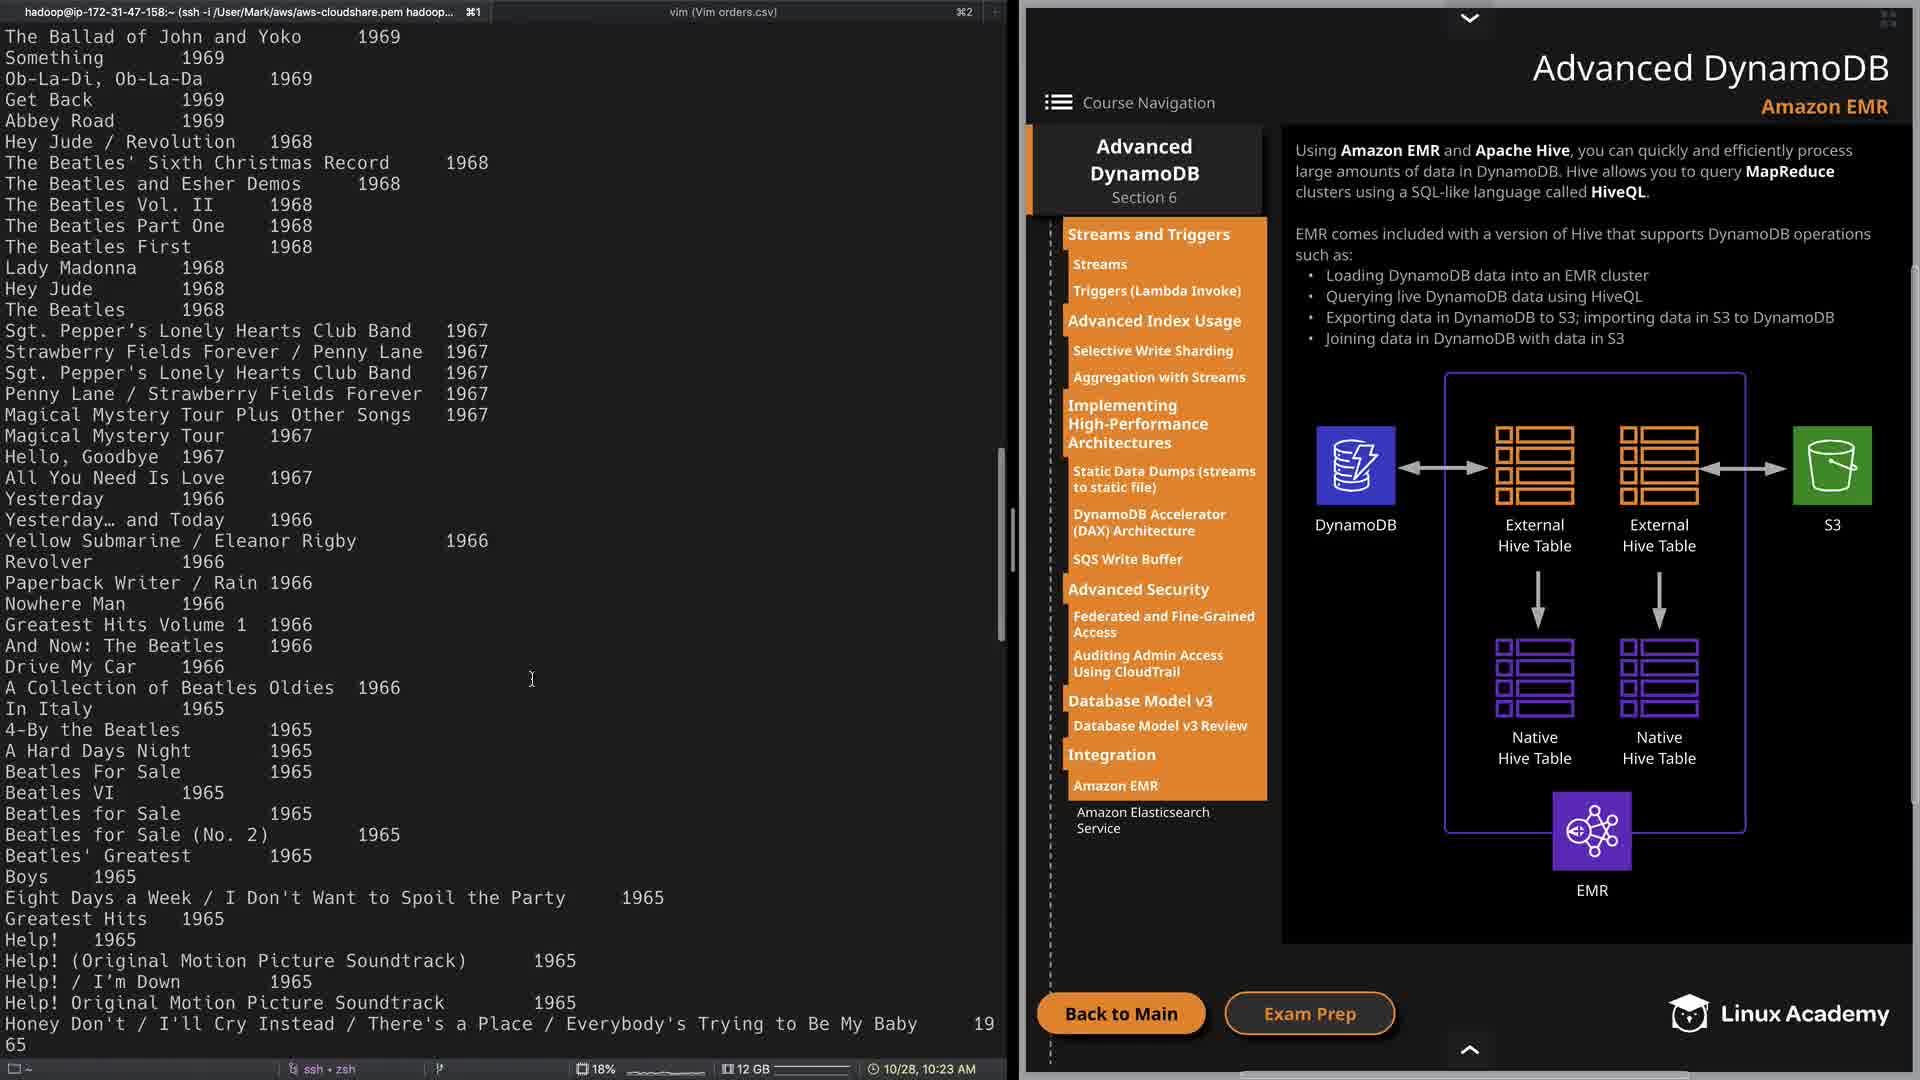 hadoop@ip-172-31-47-158:~ (ssh -i /User/Mark/aws/aws-cloudshare.pem hadoop... ⌘1
vim (Vim orders.csv) ⌘2
The Ballad of John and Yoko 1969
Something 1969
Ob-La-Di, Ob-La-Da 1969
Get Back 1969
Abbey Road 1969
Hey Jude / Revolution 1968
The Beatles' Sixth Christmas Record 1968
The Beatles and Esher Demos 1968
The Beatles Vol. II 1968
The Beatles Part One 1968
The Beatles First 1968
Lady Madonna 1968
Hey Jude 1968
The Beatles 1968
Sgt. Pepper’s Lonely Hearts Club Band 1967
Strawberry Fields Forever / Penny Lane 1967
Sgt. Pepper's Lonely Hearts Club Band 1967
Penny Lane / Strawberry Fields Forever 1967
Magical Mystery Tour Plus Other Songs 1967
Magical Mystery Tour 1967
Hello, Goodbye 1967
All You Need Is Love 1967
Yesterday 1966
Yesterday… and Today 1966
Yellow Submarine / Eleanor Rigby 1966
Revolver 1966
Paperback Writer / Rain 1966
Nowhere Man 1966
Greatest Hits Volume 1 1966
And Now: The Beatles 1966
Drive My Car 1966
A Collection of Beatles Oldies 1966
In Italy 1965
4-By the Beatles 1965
A Hard Days Night 1965
Beatles For Sale 1965
Beatles VI 1965
Beatles for Sale 1965
Beatles for Sale (No. 2) 1965
Beatles' Greatest 1965
Boys 1965
Eight Days a Week / I Don't Want to Spoil the Party 1965
Greatest Hits 1965
Help! 1965
Help! (Original Motion Picture Soundtrack) 1965
Help! / I’m Down 1965
Help! Original Motion Picture Soundtrack 1965
Honey Don't / I'll Cry Instead / There's a Place / Everybody's Trying to Be My Baby 19
65
~ ssh • zsh 18% 12 GB 10/28, 10:23 AM
Advanced DynamoDB
Amazon EMR
Course Navigation
Advanced
DynamoDB
Section 6
Streams and Triggers
Streams
Triggers (Lambda Invoke)
Advanced Index Usage
Selective Write Sharding
Aggregation with Streams
Implementing
High-Performance
Architectures
Static Data Dumps (streams
to static file)
DynamoDB Accelerator
(DAX) Architecture
SQS Write Buffer
Advanced Security
Federated and Fine-Grained
Access
Auditing Admin Access
Using CloudTrail
Database Model v3
Database Model v3 Review
Integration
Amazon EMR
Amazon Elasticsearch
Service
Using Amazon EMR and Apache Hive, you can quickly and efficiently process
large amounts of data in DynamoDB. Hive allows you to query MapReduce
clusters using a SQL-like language called HiveQL.
EMR comes included with a version of Hive that supports DynamoDB operations
such as:
• Loading DynamoDB data into an EMR cluster
• Querying live DynamoDB data using HiveQL
• Exporting data in DynamoDB to S3; importing data in S3 to DynamoDB
• Joining data in DynamoDB with data in S3
DynamoDB
External
Hive Table
External
Hive Table
S3
Native
Hive Table
Native
Hive Table
EMR
Back to Main
Exam Prep
Linux Academy